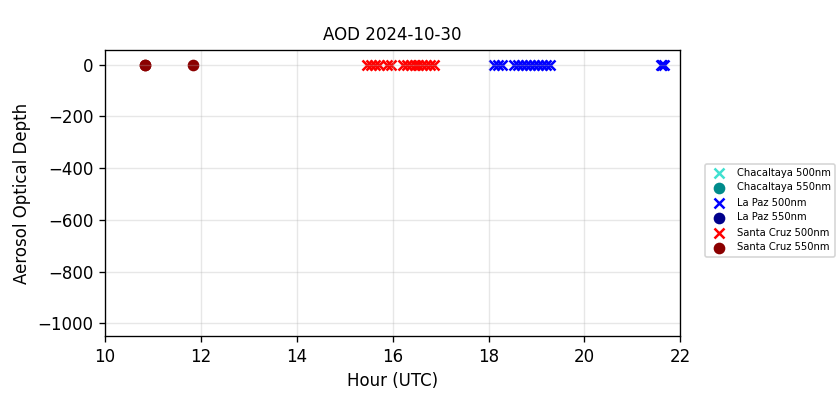 AOD 2024-10-30
Aerosol Optical Depth
0
−200
−400
−600
−800
−1000
10 12 14 16 18 20 22
Hour (UTC)
Chacaltaya 500nm
Chacaltaya 550nm
La Paz 500nm
La Paz 550nm
Santa Cruz 500nm
Santa Cruz 550nm